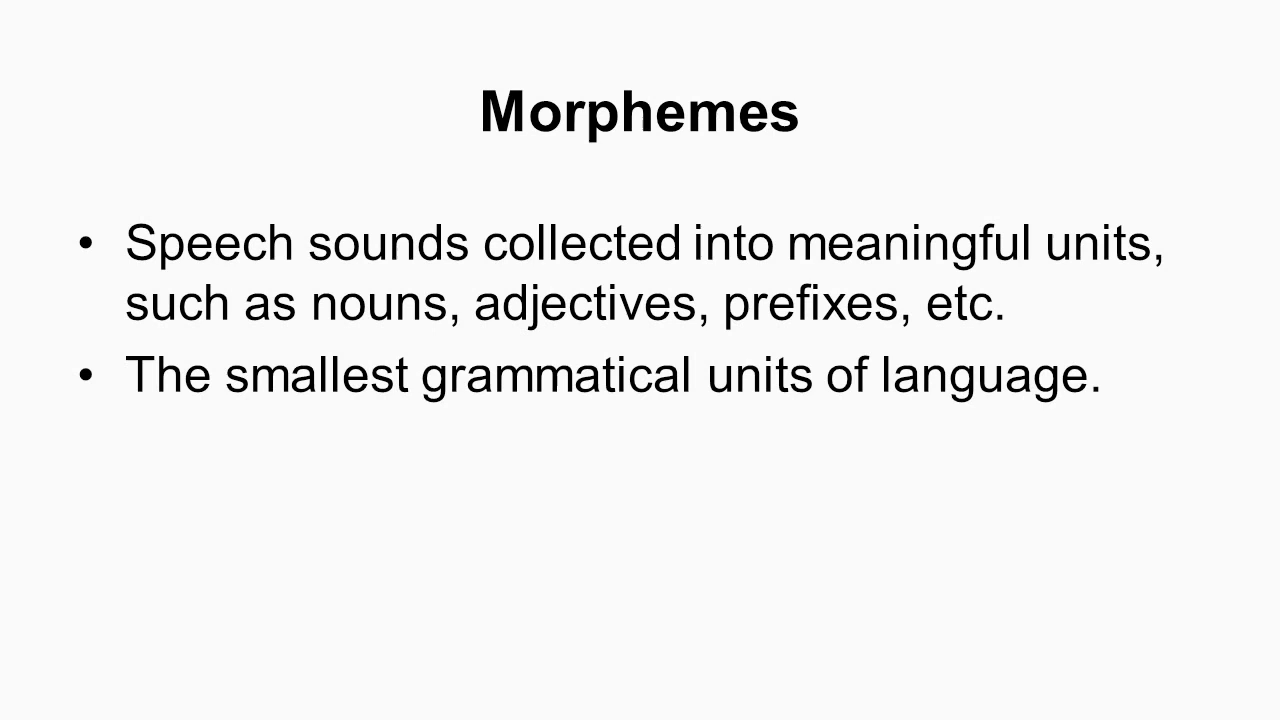 Morphemes
• Speech sounds collected into meaningful units,
such as nouns, adjectives, prefixes, etc.
• The smallest grammatical units of language.